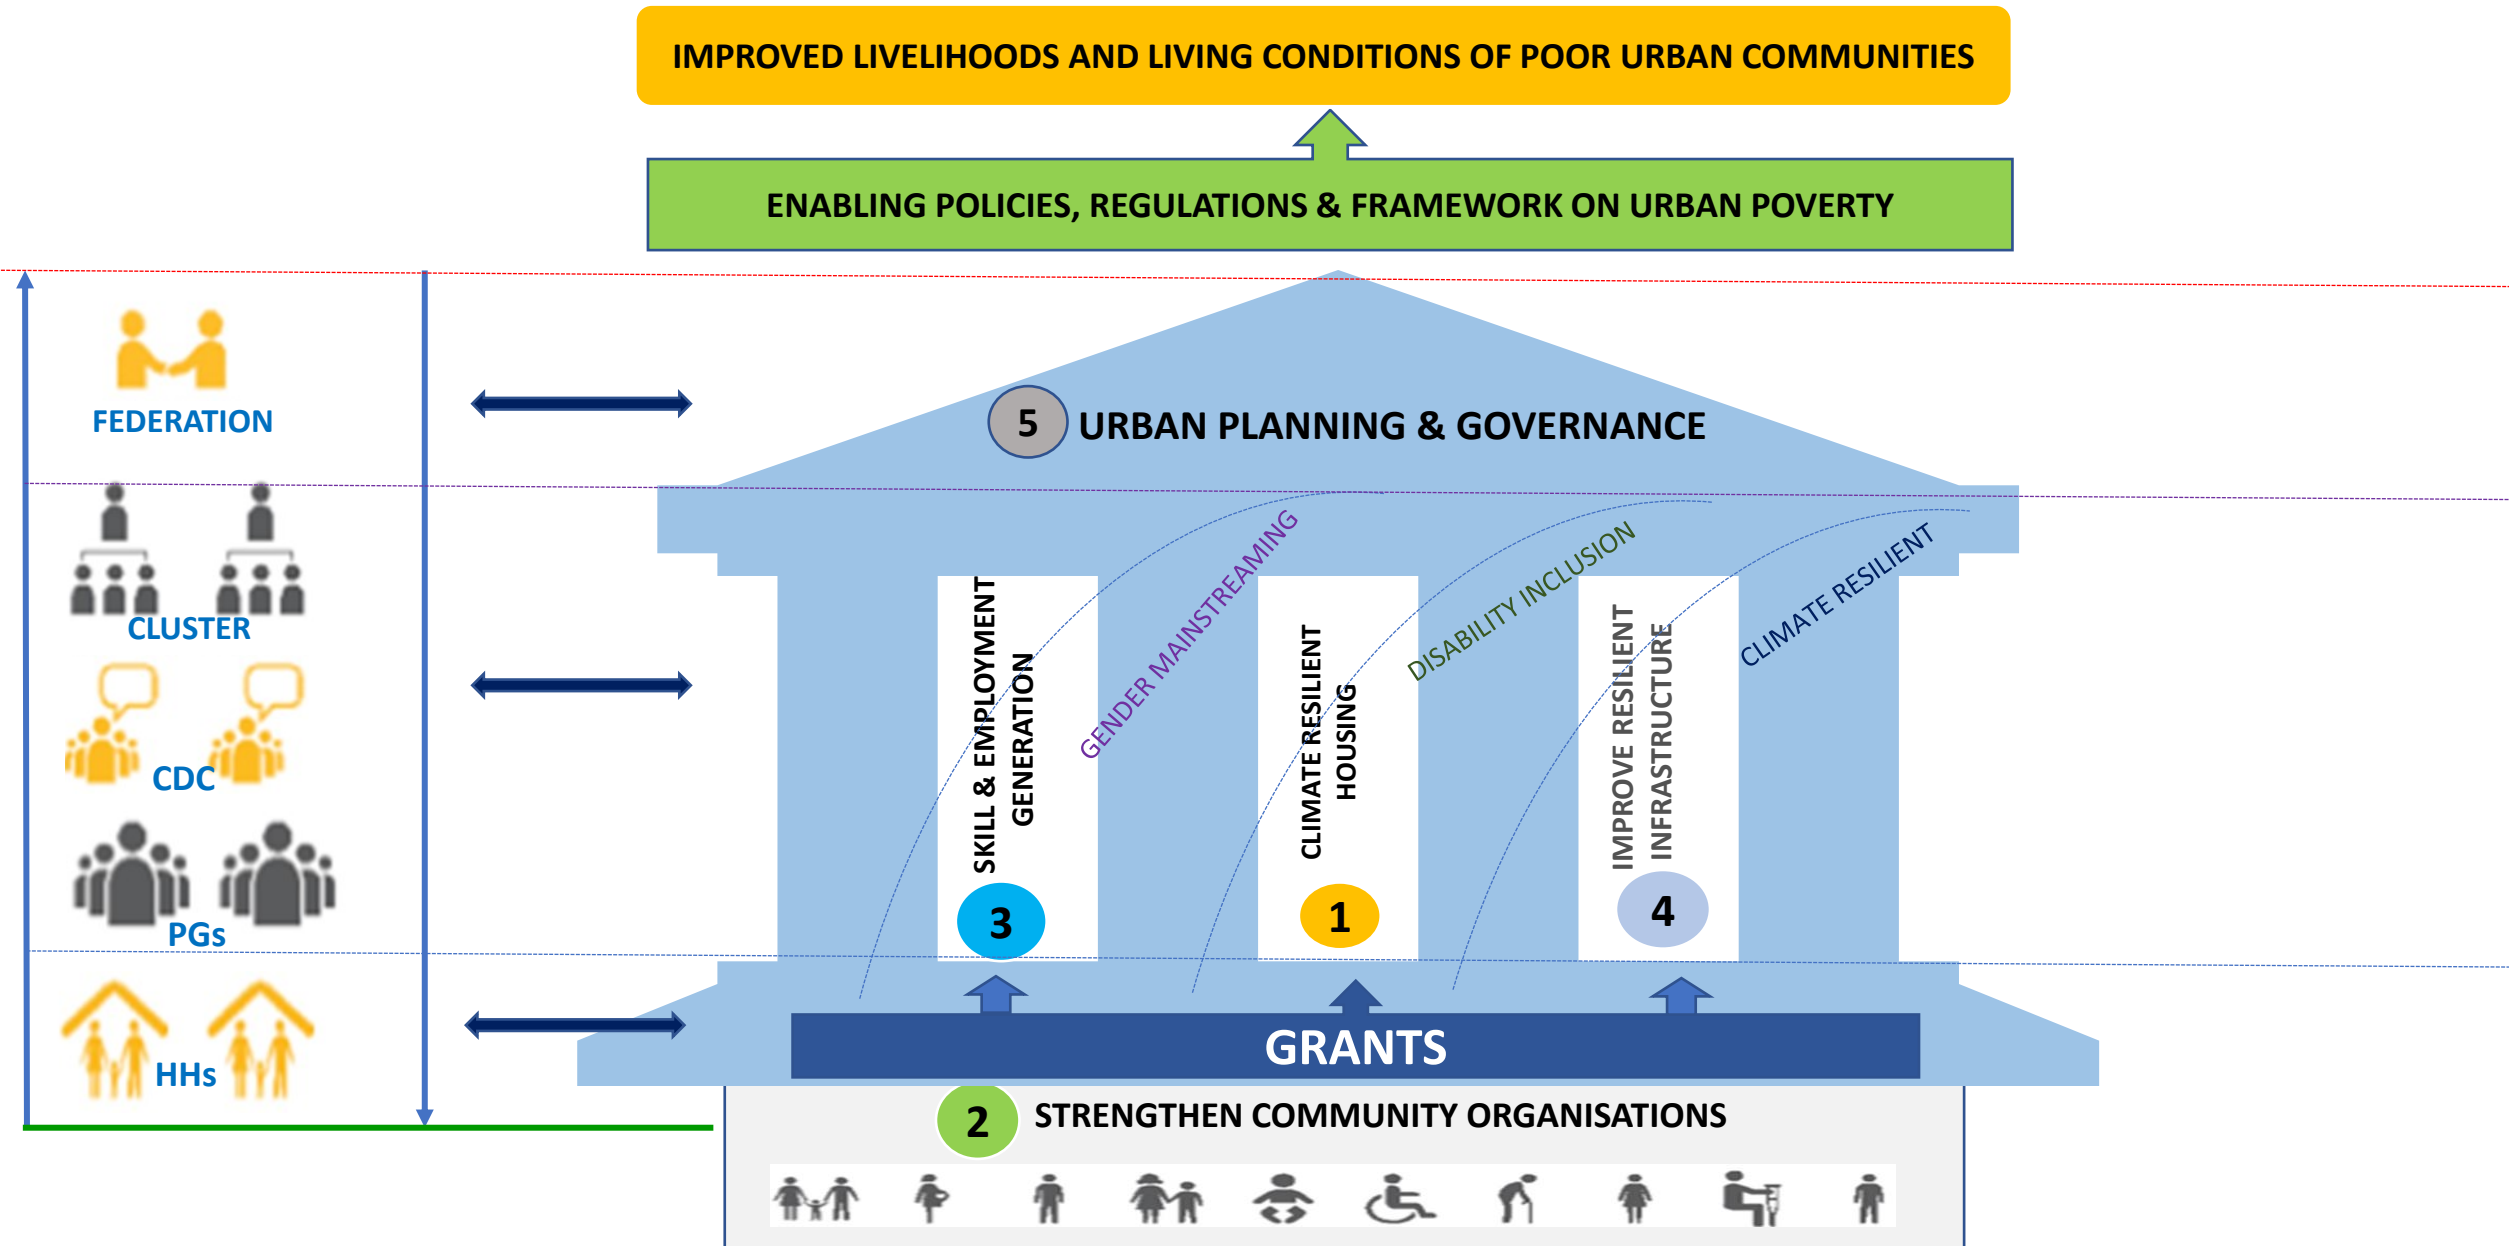 IMPROVED LIVELIHOODS AND LIVING CONDITIONS OF POOR URBAN COMMUNITIES
ENABLING POLICIES, REGULATIONS & FRAMEWORK ON URBAN POVERTY
FEDERATION
CLUSTER
CDC
PGs
HHs
5
URBAN PLANNING & GOVERNANCE
SKILL & EMPLOYMENT
GENERATION
3
GENDER MAINSTREAMING
CLIMATE RESILIENT
HOUSING
1
DISABILITY INCLUSION
IMPROVE RESILIENT
INFRASTRUCTURE
4
CLIMATE RESILIENT
GRANTS
2
STRENGTHEN COMMUNITY ORGANISATIONS